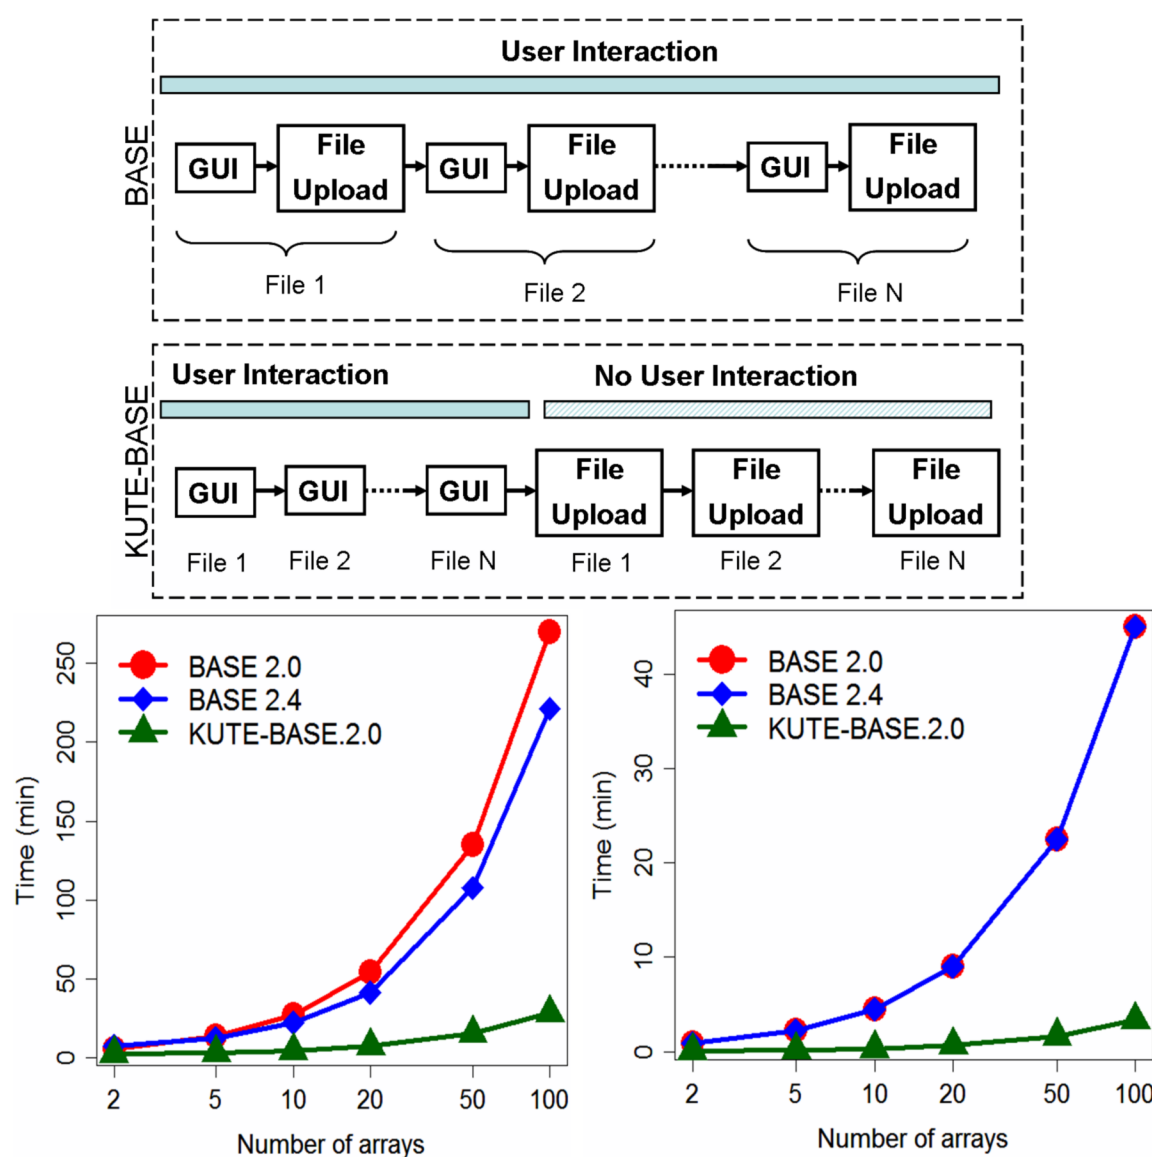 User Interaction
BASE
GUI
File Upload
GUI
File Upload
GUI
File Upload
File 1
File 2
File N
User Interaction
No User Interaction
KUTE-BASE
GUI
GUI
GUI
File Upload
File Upload
File Upload
File 1
File 2
File N
File 1
File 2
File N
BASE 2.0
BASE 2.4
KUTE-BASE.2.0
Time (min)
250
200
150
100
50
0
2 5 10 20 50 100
Number of arrays
BASE 2.0
BASE 2.4
KUTE-BASE.2.0
Time (min)
40
30
20
10
0
2 5 10 20 50 100
Number of arrays